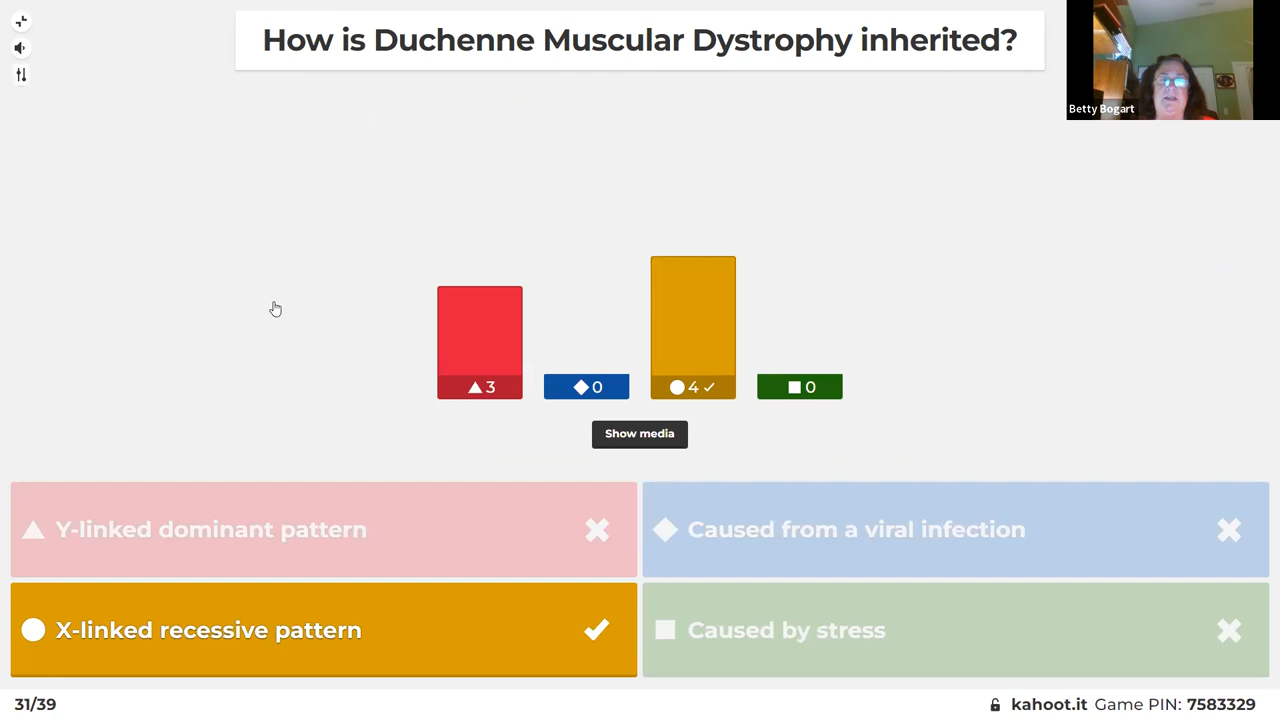 How is Duchenne Muscular Dystrophy inherited?
Betty Bogart
3
0
4
0
Show media
Y-linked dominant pattern
Caused from a viral infection
X-linked recessive pattern
Caused by stress
31/39
kahoot.it Game PIN: 7583329